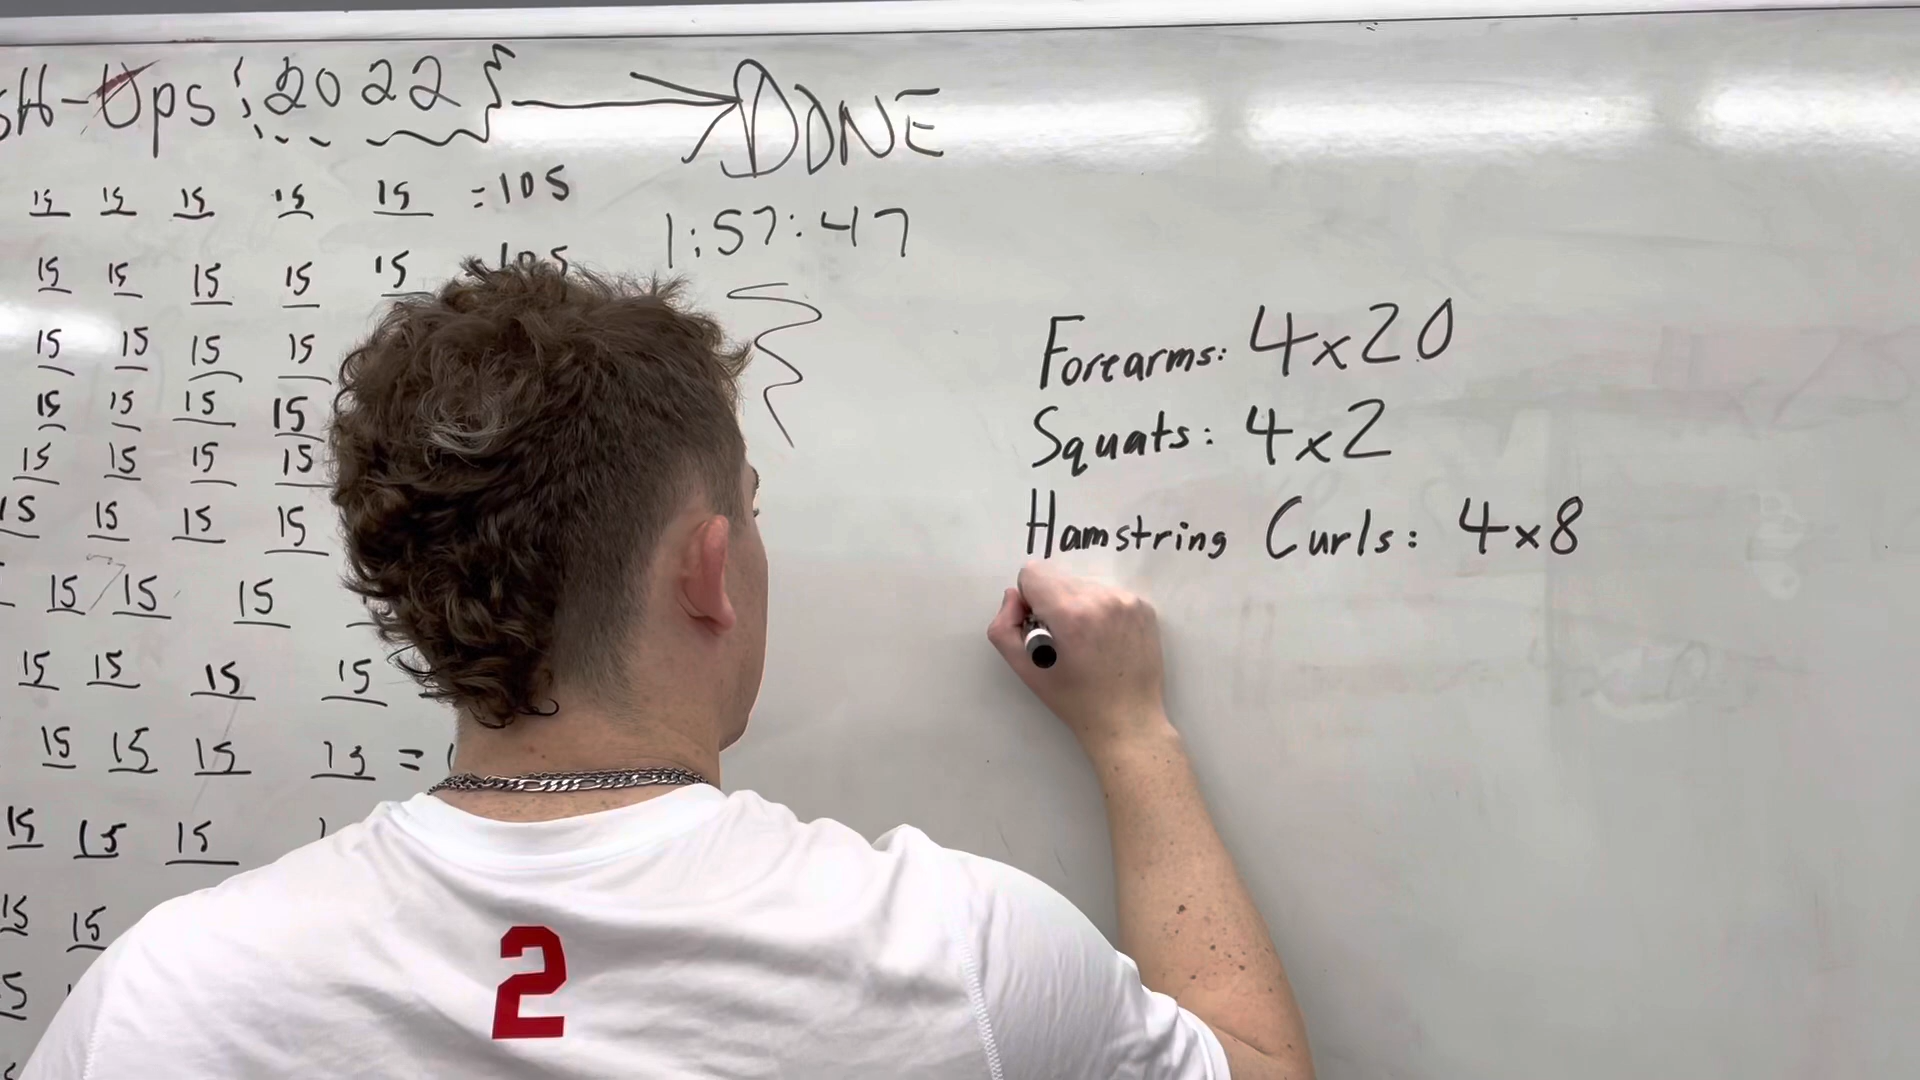 sH-Ups: 2022 DONE
15 15 15 15 15 =105
1:57:47
15 15 15 15 15 =105
15 15 15 15
15 15 15 15
15 15 15 15
15 15 15 15
15 15 15
15 15 15 15
15 15 15 13 =
15 15 15
15 15
Forearms: 4x20
Squats: 4x2
Hamstring Curls: 4x8
2